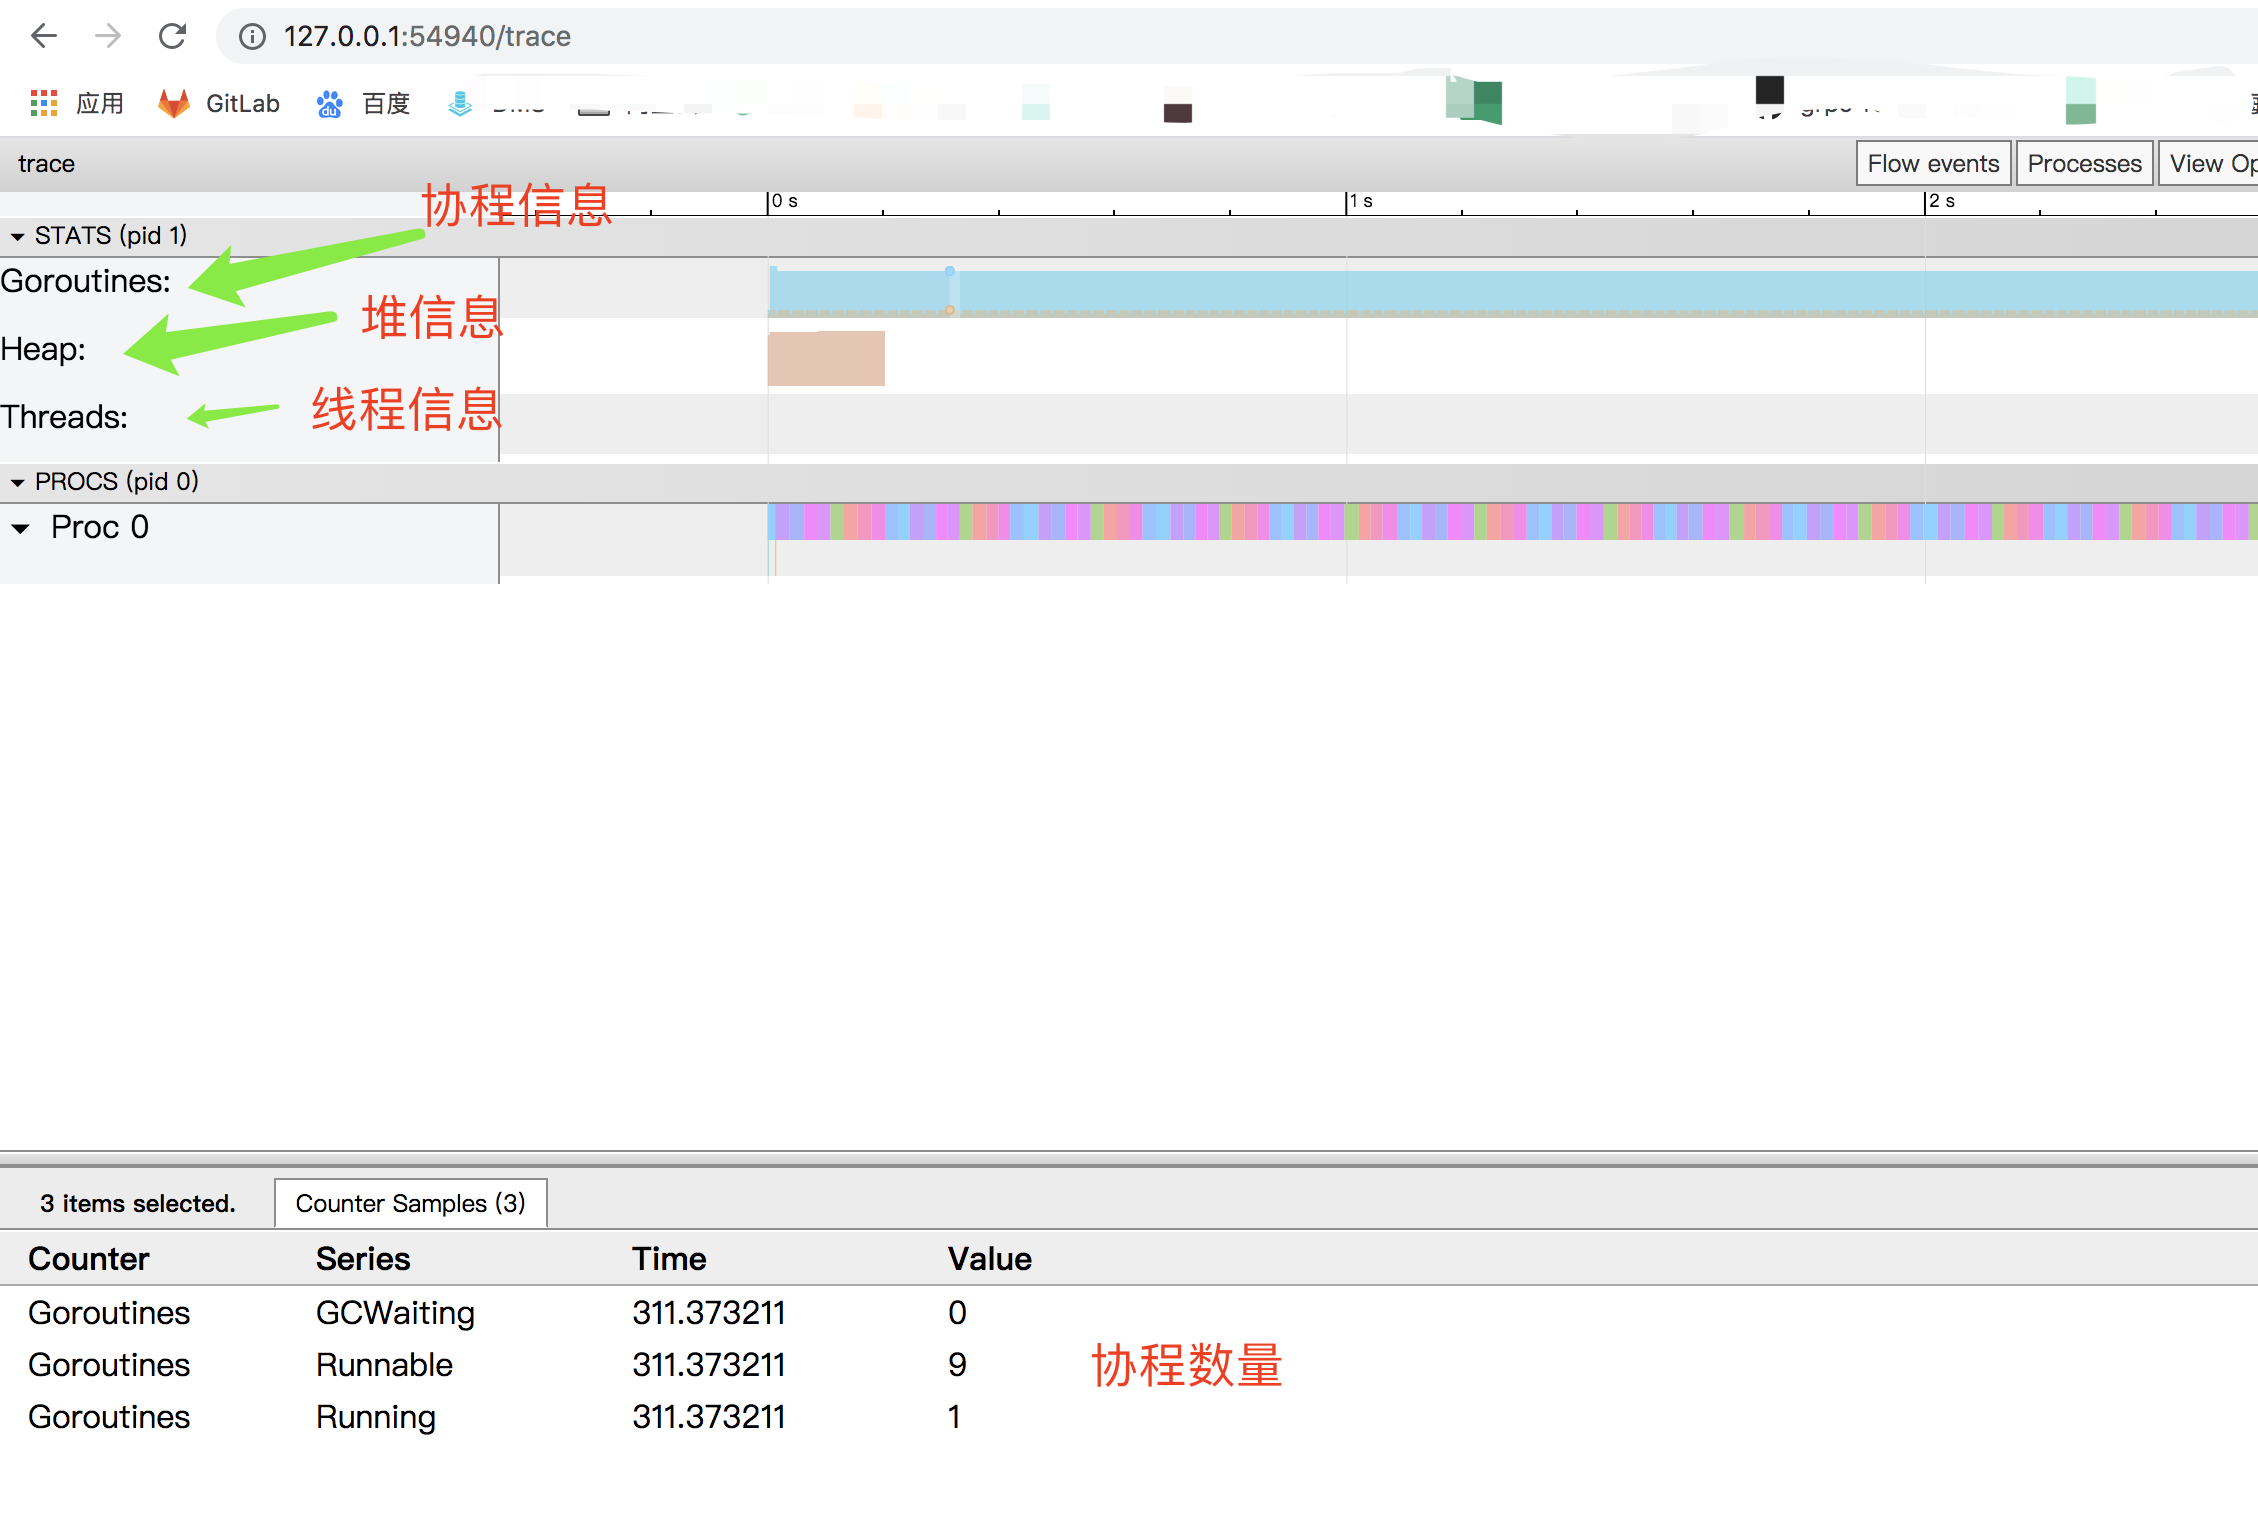 127.0.0.1:54940/trace
应用 GitLab 百度
trace Flow events Processes View Op
0 s 1 s 2 s
协程信息
STATS (pid 1)
Goroutines:
堆信息
Heap:
线程信息
Threads:
PROCS (pid 0)
Proc 0
3 items selected. Counter Samples (3)
Counter Series Time Value
Goroutines GCWaiting 311.373211 0
Goroutines Runnable 311.373211 9 协程数量
Goroutines Running 311.373211 1